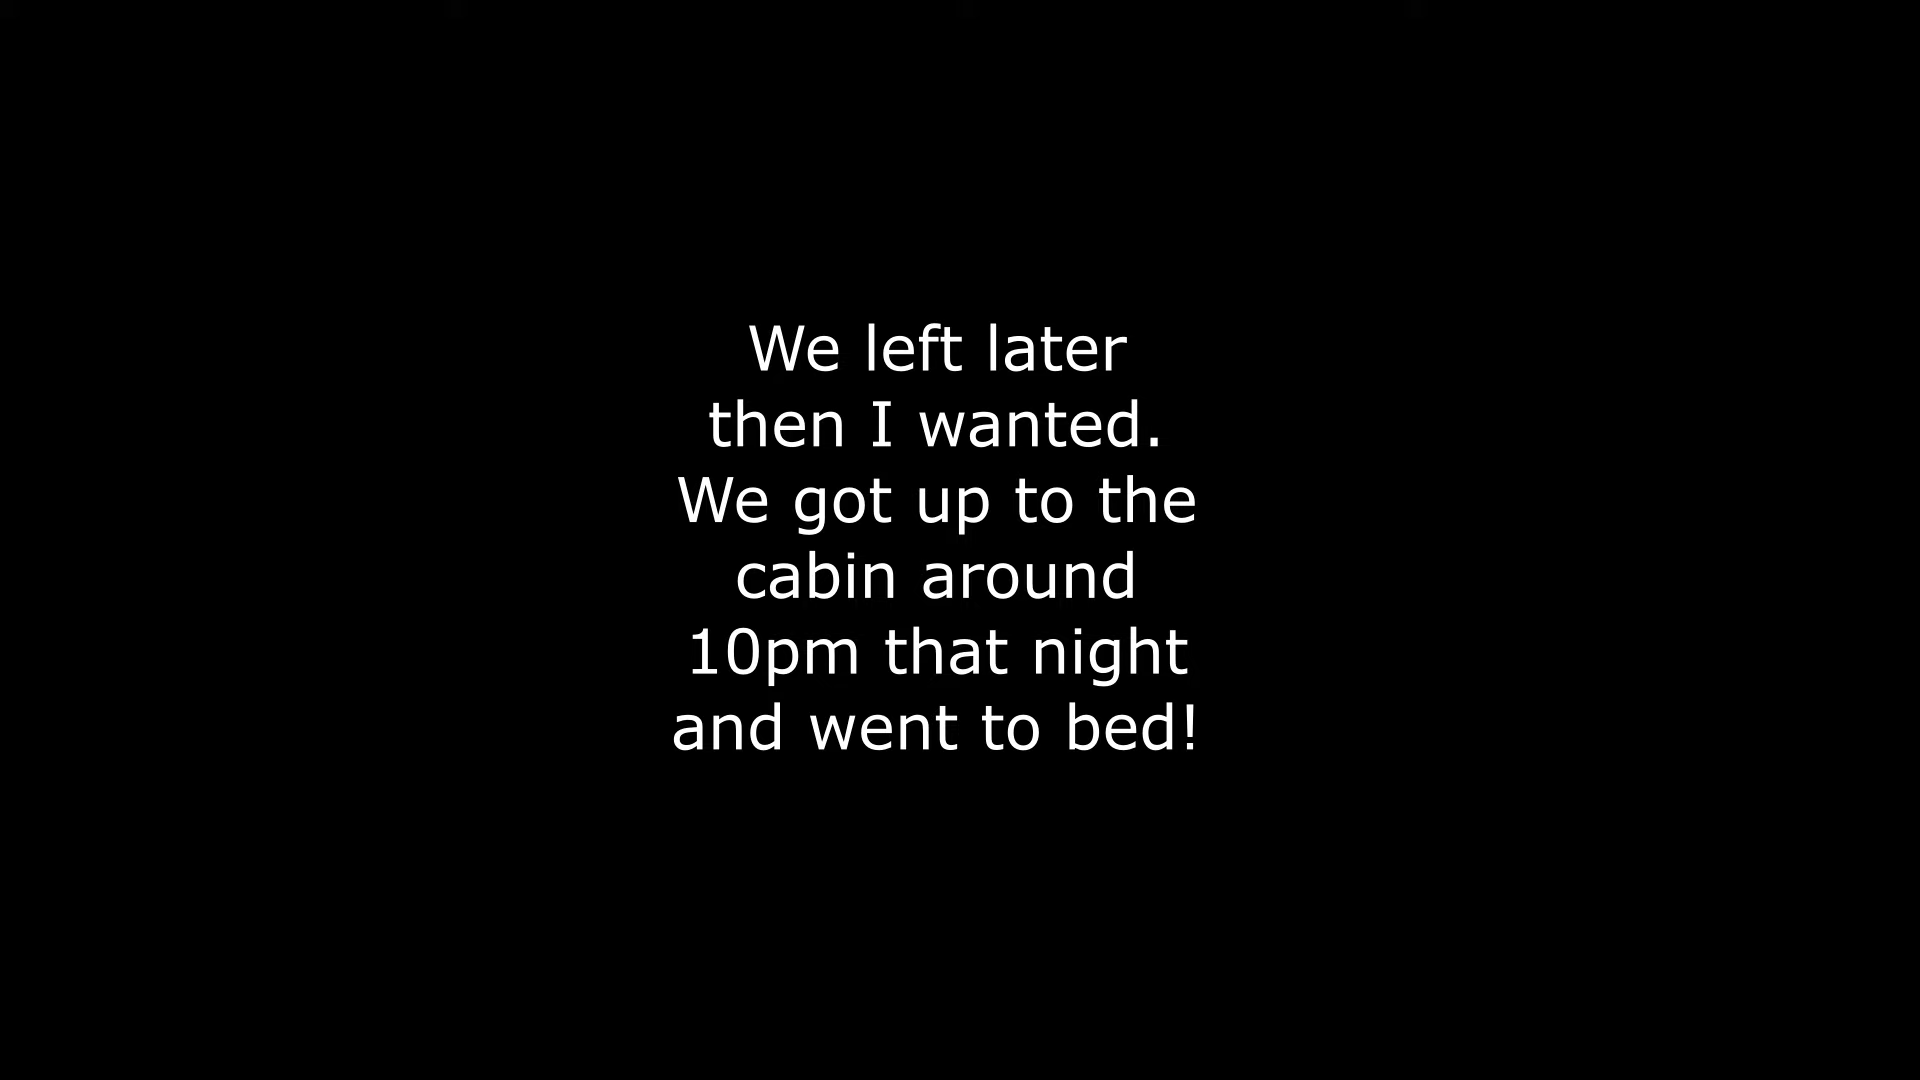 We left later
then I wanted.
We got up to the
cabin around
10pm that night
and went to bed!